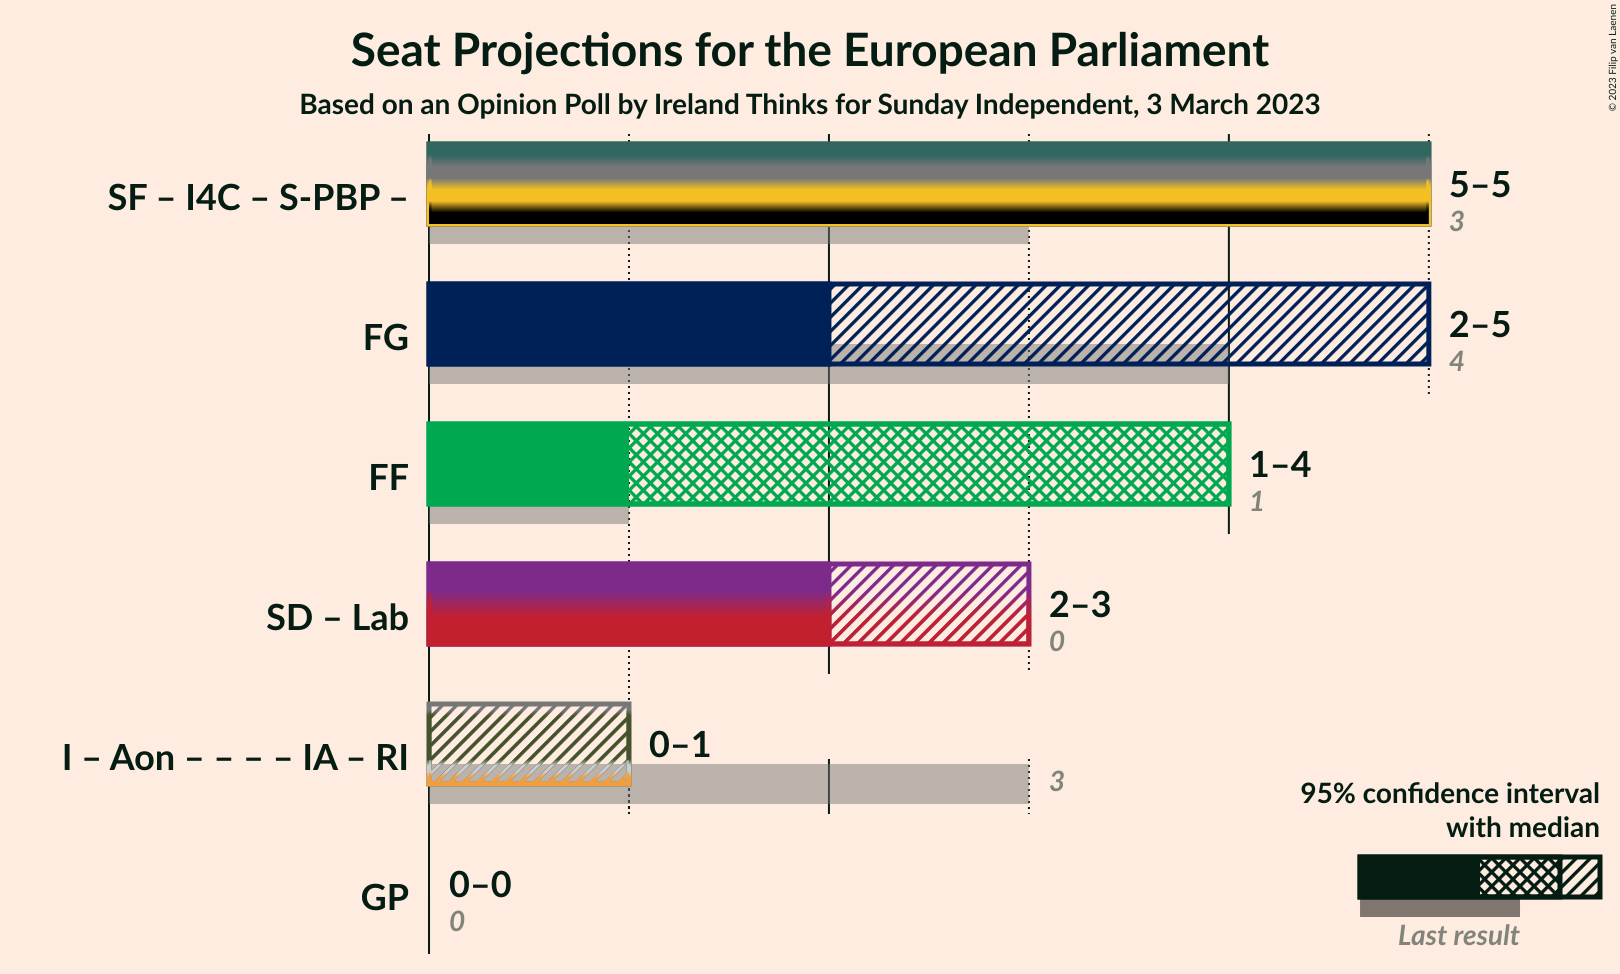 Seat Projections for the European Parliament
Based on an Opinion Poll by Ireland Thinks for Sunday Independent, 3 March 2023
© 2023 Filip van Laenen
SF – I4C – S-PBP –
5–5
3
FG
2–5
4
FF
1–4
1
SD – Lab
2–3
0
I – Aon – – – – IA – RI
0–1
3
GP
0–0
0
95% confidence interval
with median
Last result